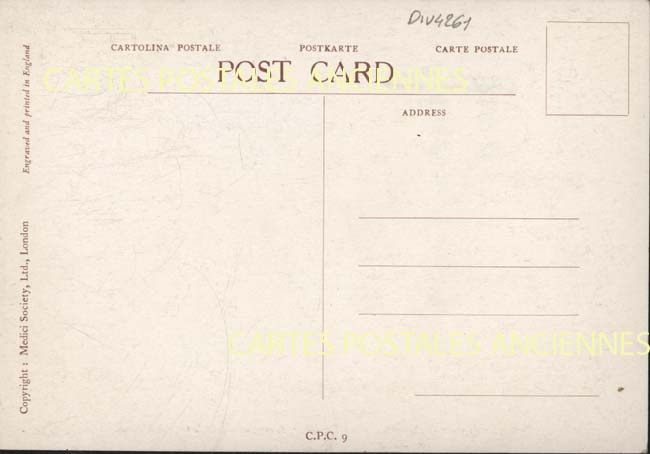 Div4261
CARTOLINA POSTALE POSTKARTE CARTE POSTALE
POST CARD
CARTES POSTALES ANCIENNES
ADDRESS
Engraved and printed in England
Copyright : Medici Society, Ltd., London
CARTES POSTALES ANCIENNES
C.P.C. 9